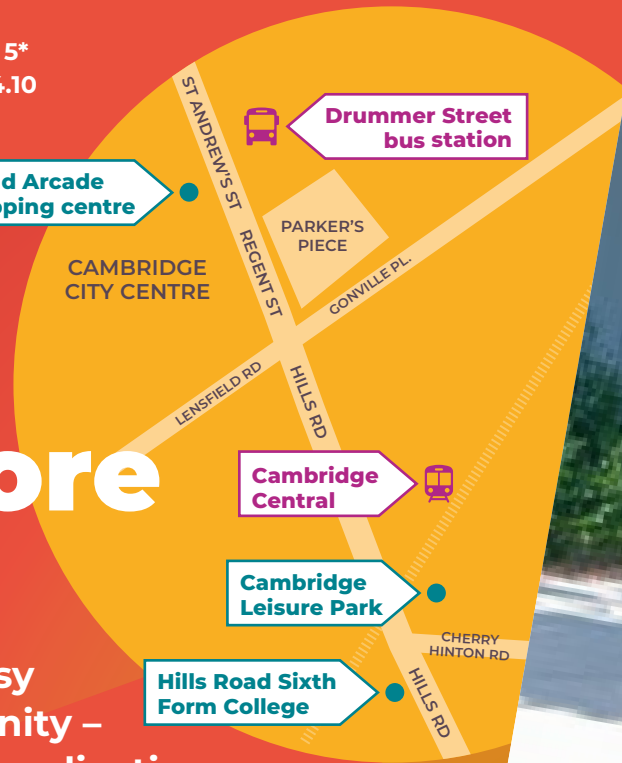 5*
.10
Drummer Street
bus station
d Arcade
pping centre
ST ANDREW'S ST
REGENT ST
PARKER'S
PIECE
GONVILLE PL.
CAMBRIDGE
CITY CENTRE
LENSFIELD RD
HILLS RD
ore
Cambridge
Central
Cambridge
Leisure Park
CHERRY
HINTON RD
sy
Hills Road Sixth
Form College
HILLS RD
nity –